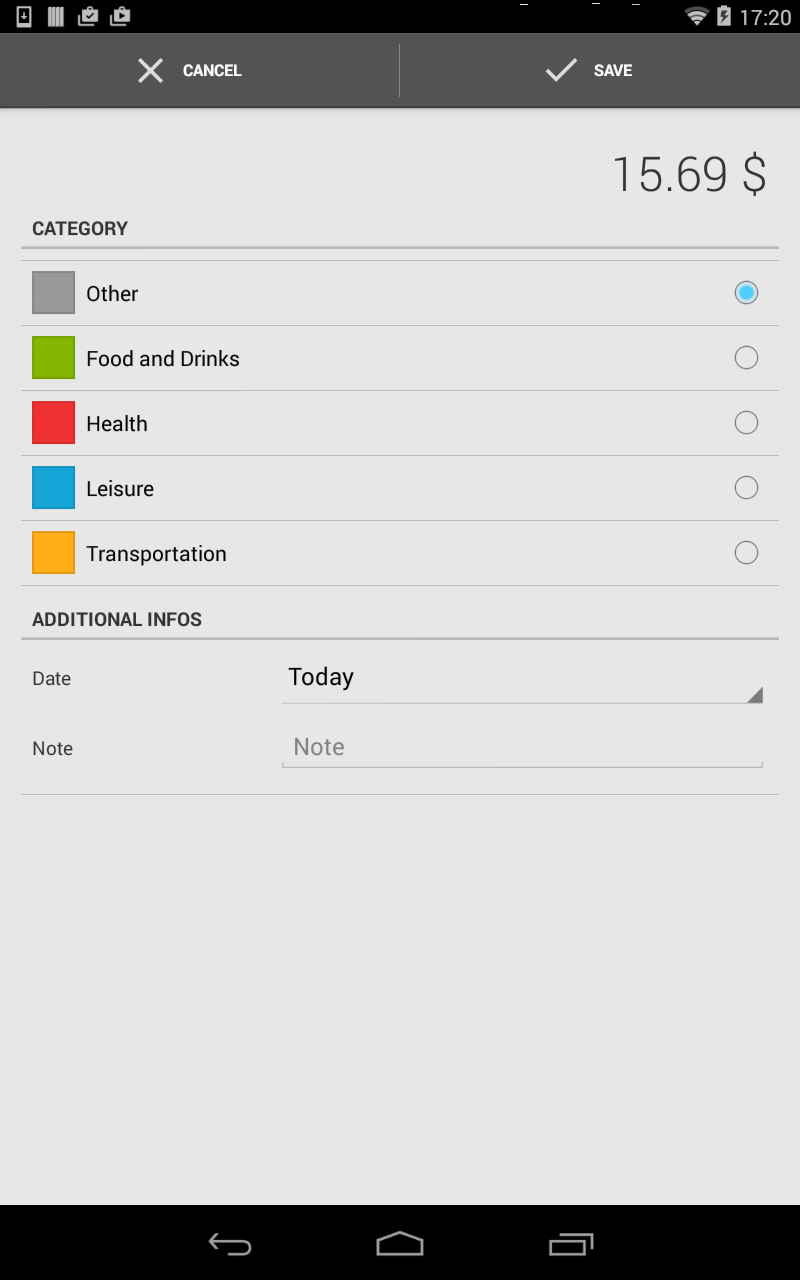 17:20
CANCEL
SAVE
15.69 $
CATEGORY
Other
Food and Drinks
Health
Leisure
Transportation
ADDITIONAL INFOS
Date
Today
Note
Note